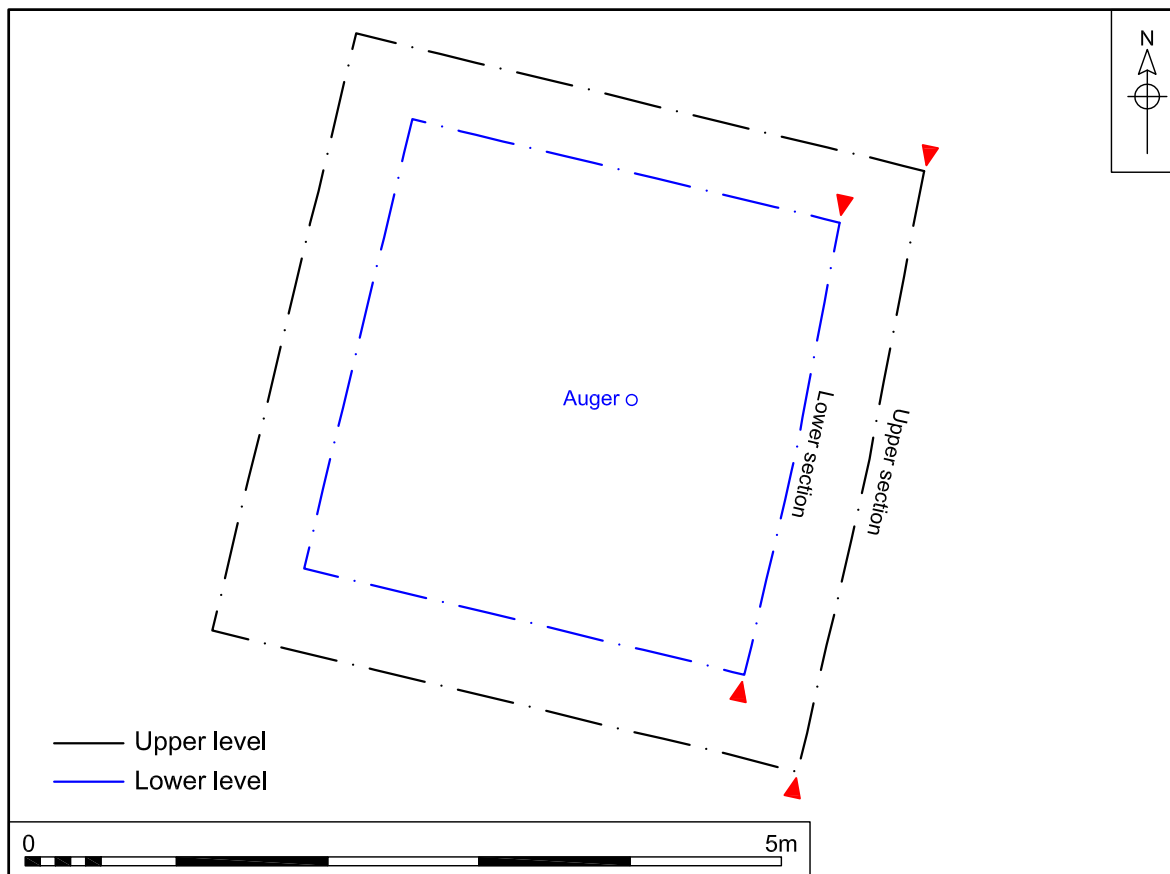 N
Auger
Lower section
Upper section
Upper level
Lower level
0
5m